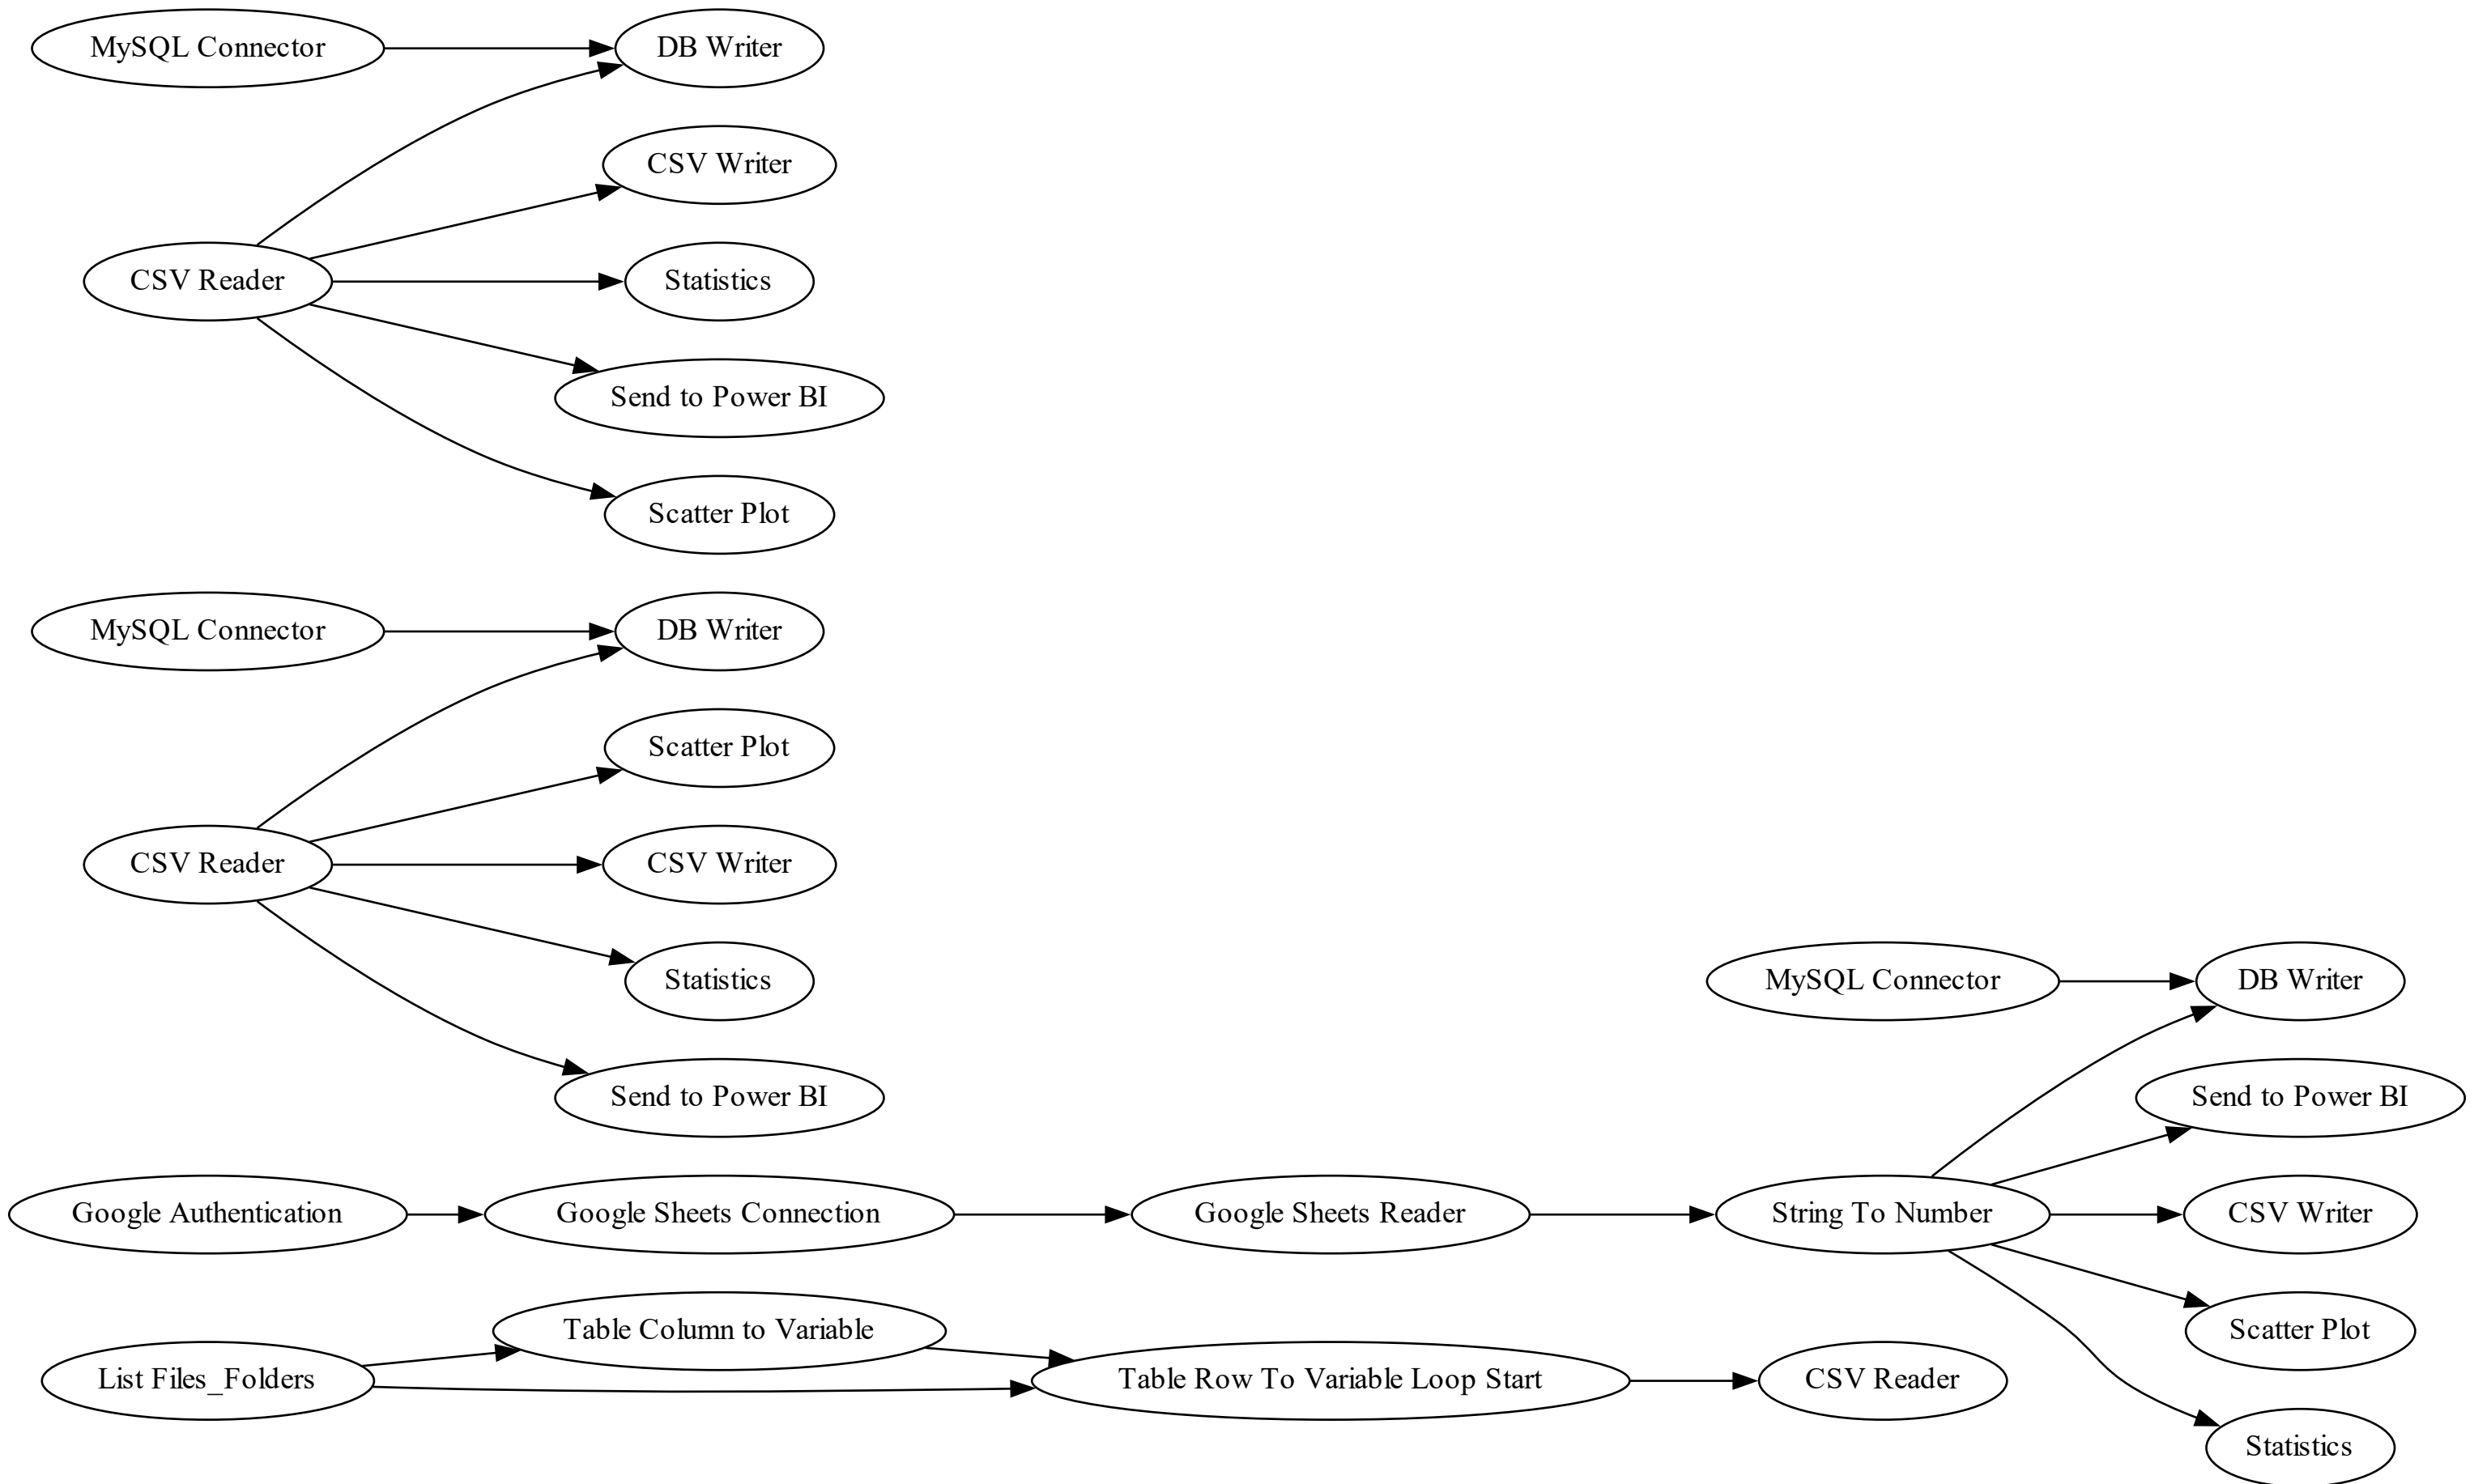 MySQL Connector
DB Writer
CSV Writer
CSV Reader
Statistics
Send to Power BI
Scatter Plot
MySQL Connector
DB Writer
Scatter Plot
CSV Reader
CSV Writer
Statistics
Send to Power BI
MySQL Connector
DB Writer
Send to Power BI
Google Authentication
Google Sheets Connection
Google Sheets Reader
String To Number
CSV Writer
Table Column to Variable
Scatter Plot
List Files_Folders
Table Row To Variable Loop Start
CSV Reader
Statistics